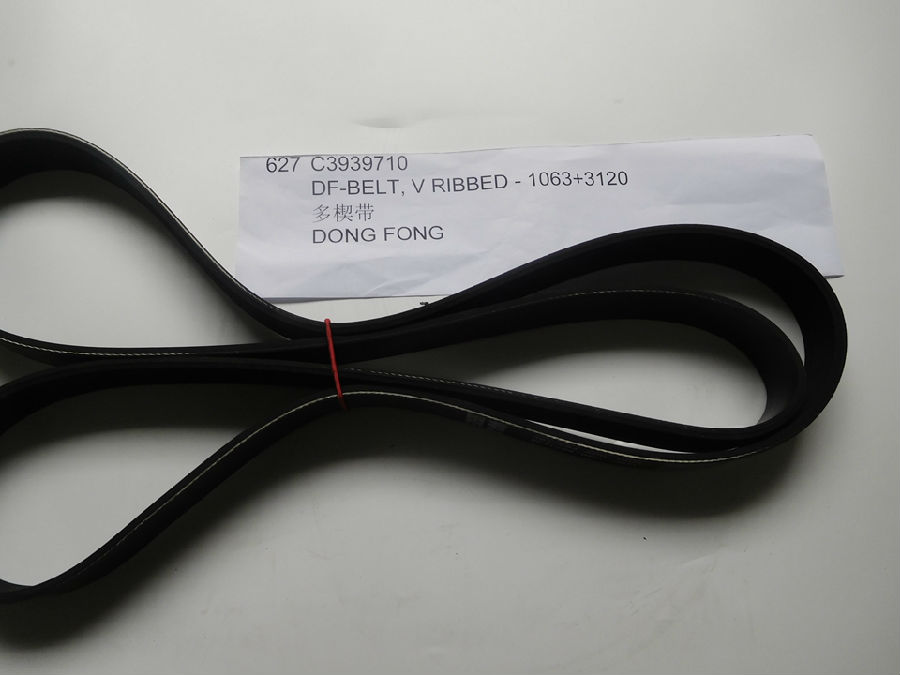 627 C3939710
DF-BELT, V RIBBED - 1063+3120
多楔带
DONG FONG